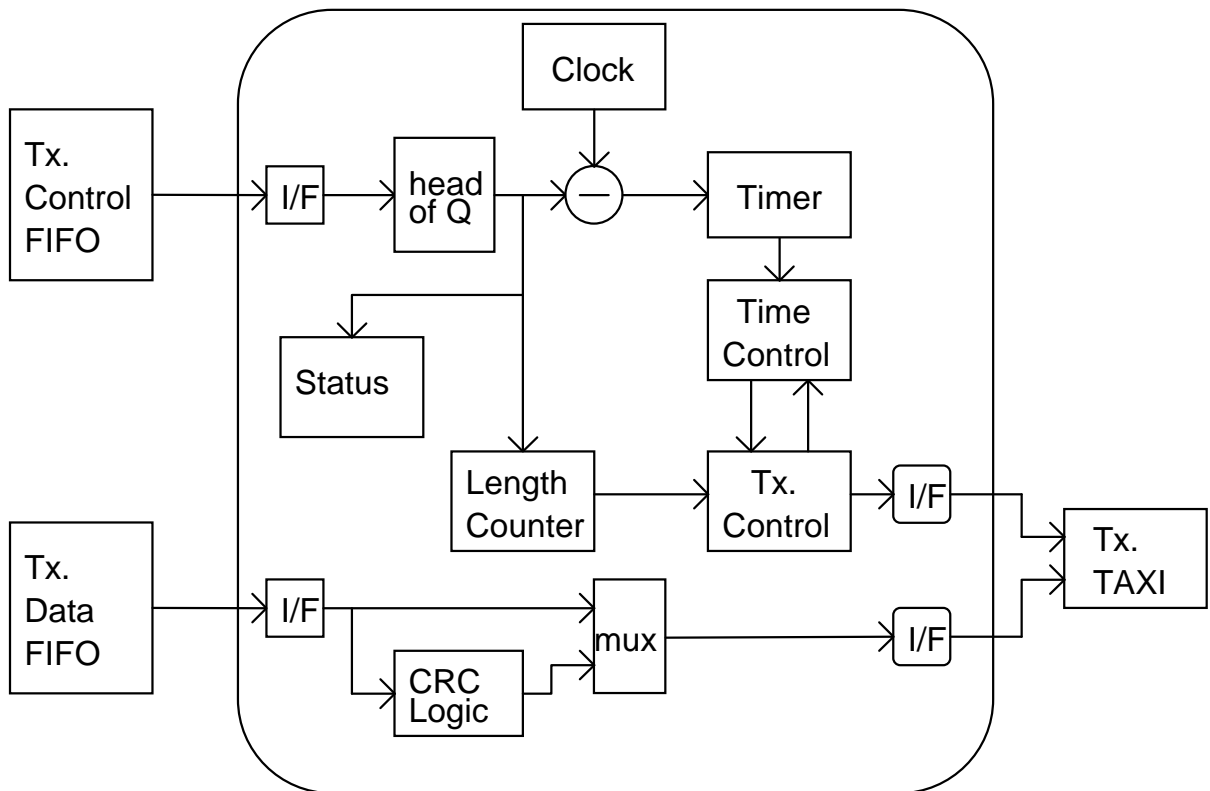 Clock
Tx.
Control
FIFO
I/F
head
of Q
Timer
Time
Control
Status
Length
Counter
Tx.
Control
I/F
Tx.
TAXI
Tx.
Data
FIFO
I/F
mux
I/F
CRC
Logic